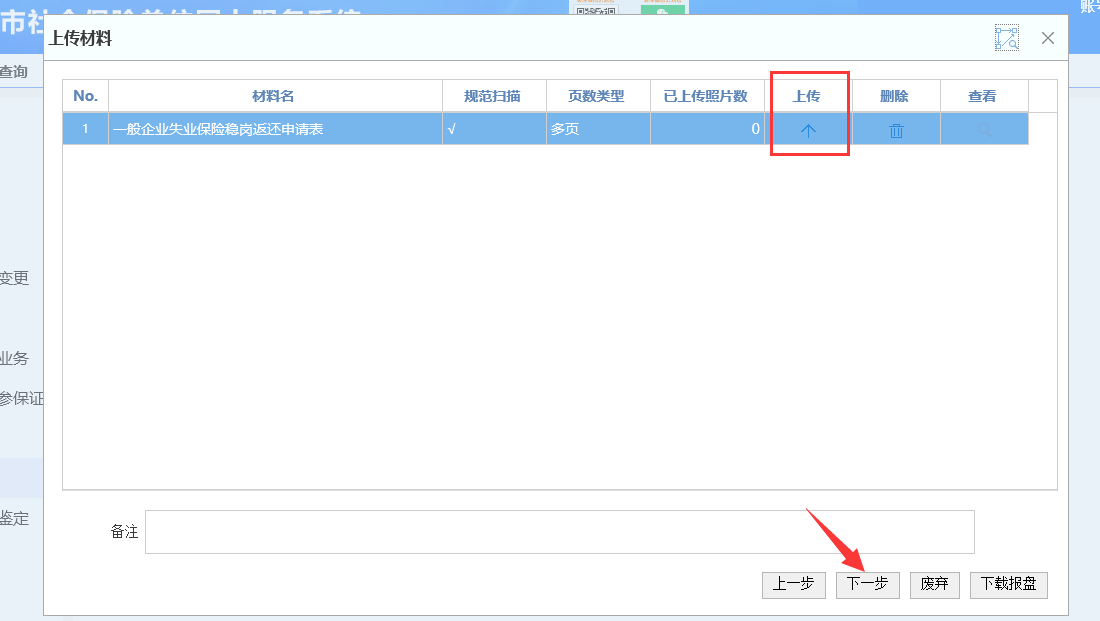 账
上传材料
查询
No. 材料名 规范扫描 页数类型 已上传照片数 上传 删除 查看
1 一般企业失业保险稳岗返还申请表 √ 多页 0
变更
业务
参保证
鉴定
备注
上一步 下一步 废弃 下载报盘